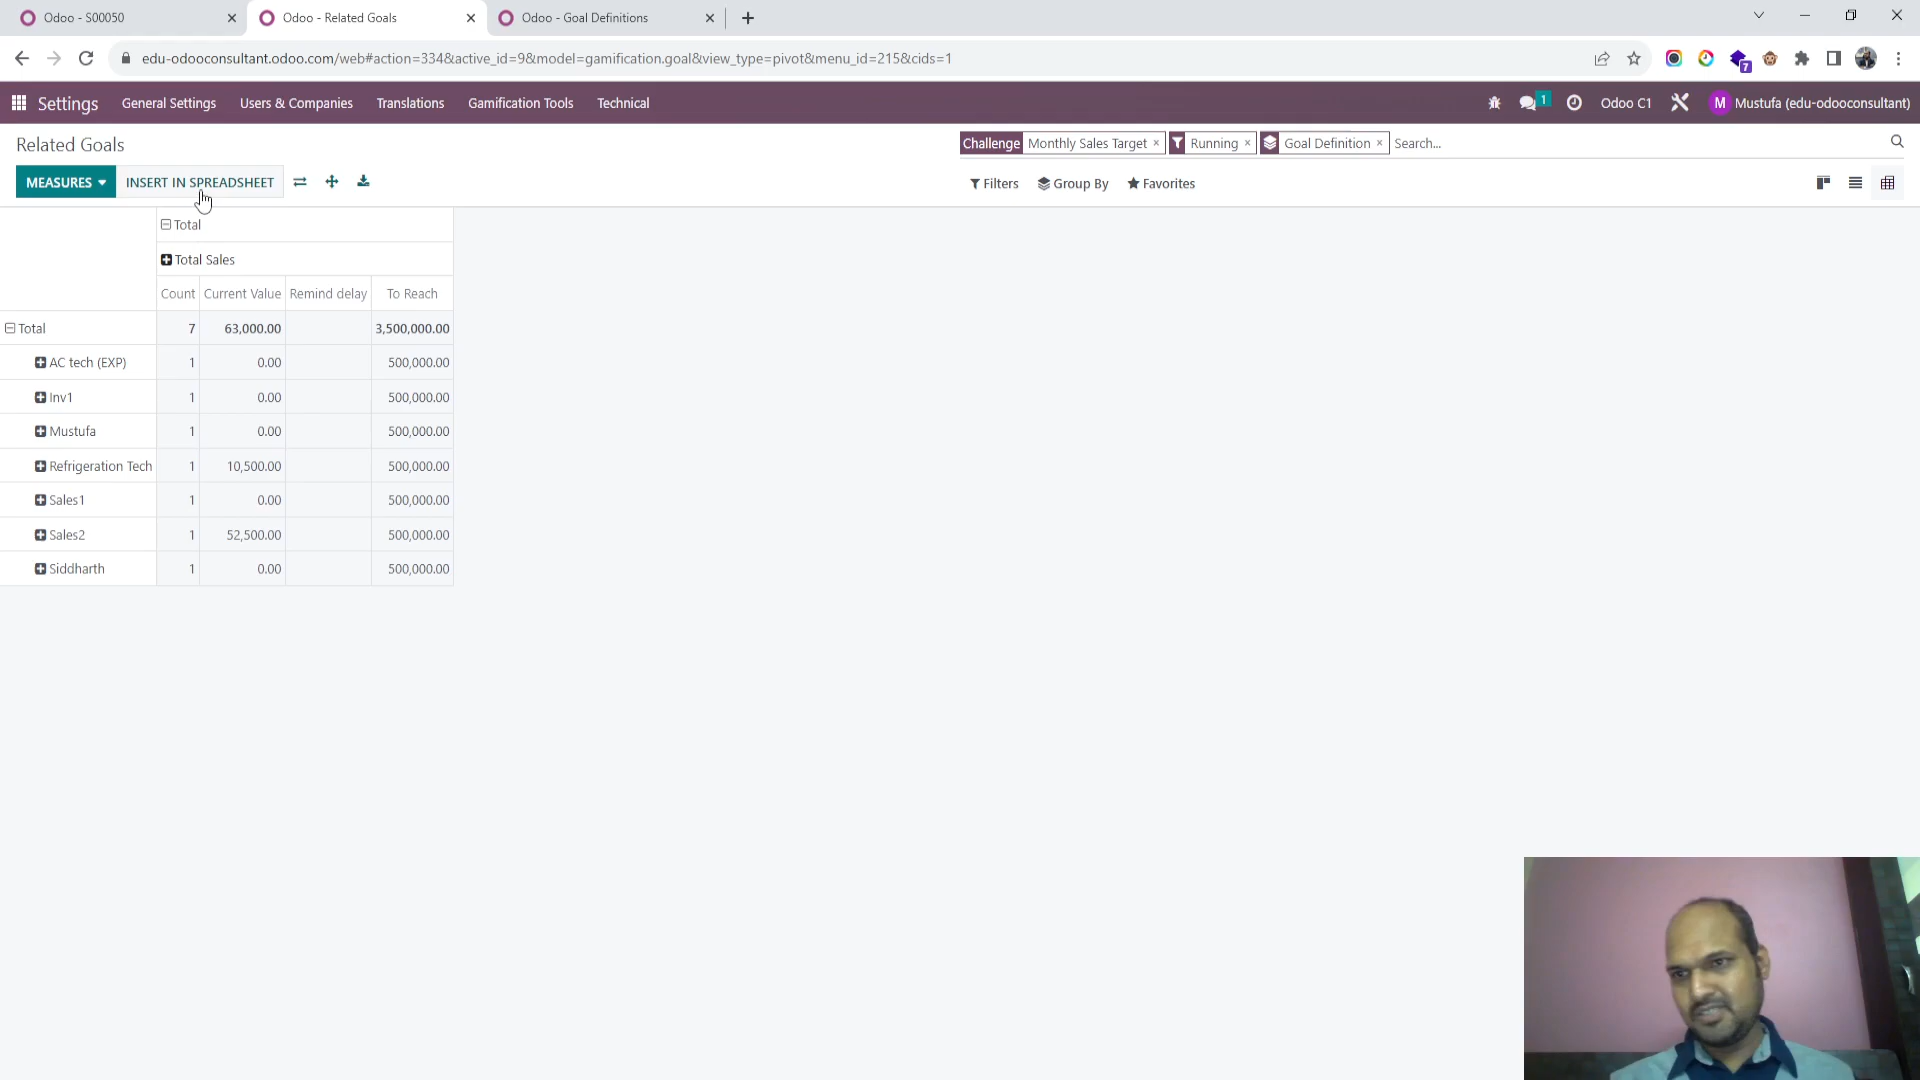 Odoo - S00050
Odoo - Related Goals
Odoo - Goal Definitions
edu-odooconsultant.odoo.com/web#action=334&active_id=9&model=gamification.goal&view_type=pivot&menu_id=215&cids=1
7
Settings General Settings Users & Companies Translations Gamification Tools Technical
1 Odoo C1 M Mustufa (edu-odooconsultant)
Related Goals
Challenge Monthly Sales Target × Running × Goal Definition × Search...
MEASURES INSERT IN SPREADSHEET
Filters Group By Favorites
Total
Total Sales
Count Current Value Remind delay To Reach
Total 7 63,000.00 3,500,000.00
AC tech (EXP) 1 0.00 500,000.00
Inv1 1 0.00 500,000.00
Mustufa 1 0.00 500,000.00
Refrigeration Tech 1 10,500.00 500,000.00
Sales1 1 0.00 500,000.00
Sales2 1 52,500.00 500,000.00
Siddharth 1 0.00 500,000.00